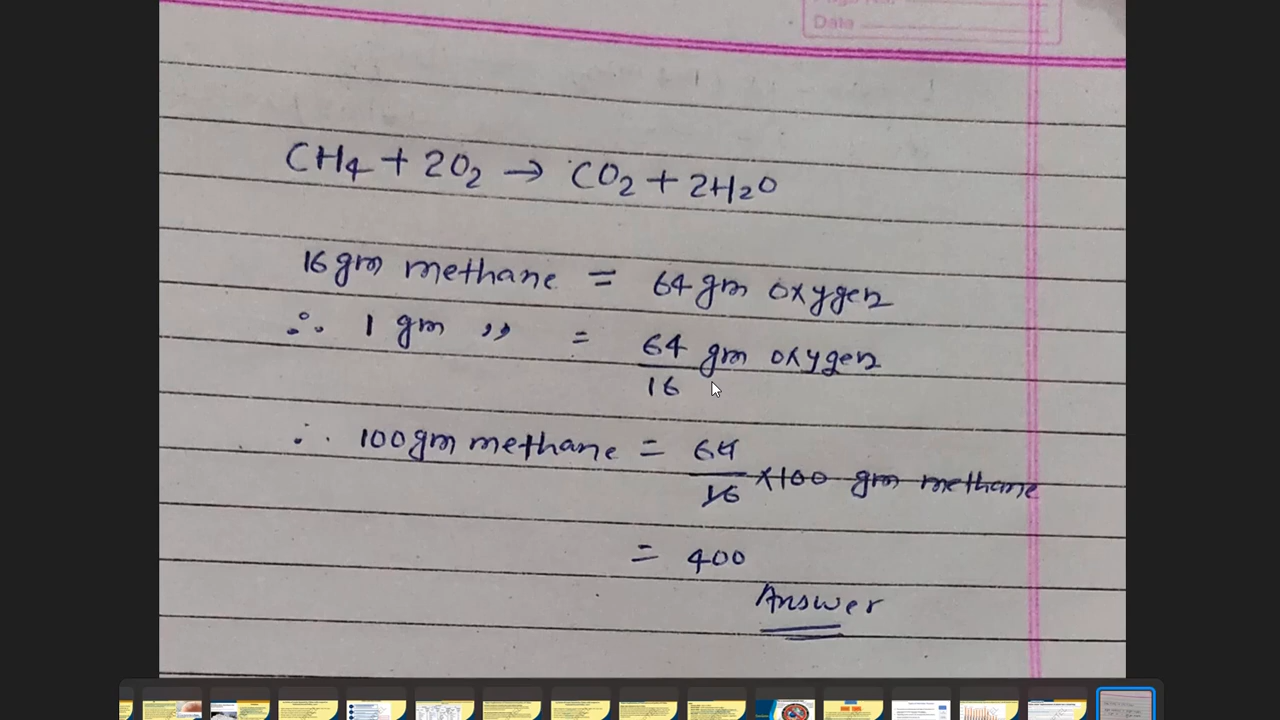 Date
CH4 + 2O2 → CO2 + 2H2O
16 gm methane = 64 gm oxygen
∴ 1 gm ,, = 64/16 gm oxygen
∴ 100 gm methane = 64/16 × 100 gm methane
= 400
Answer